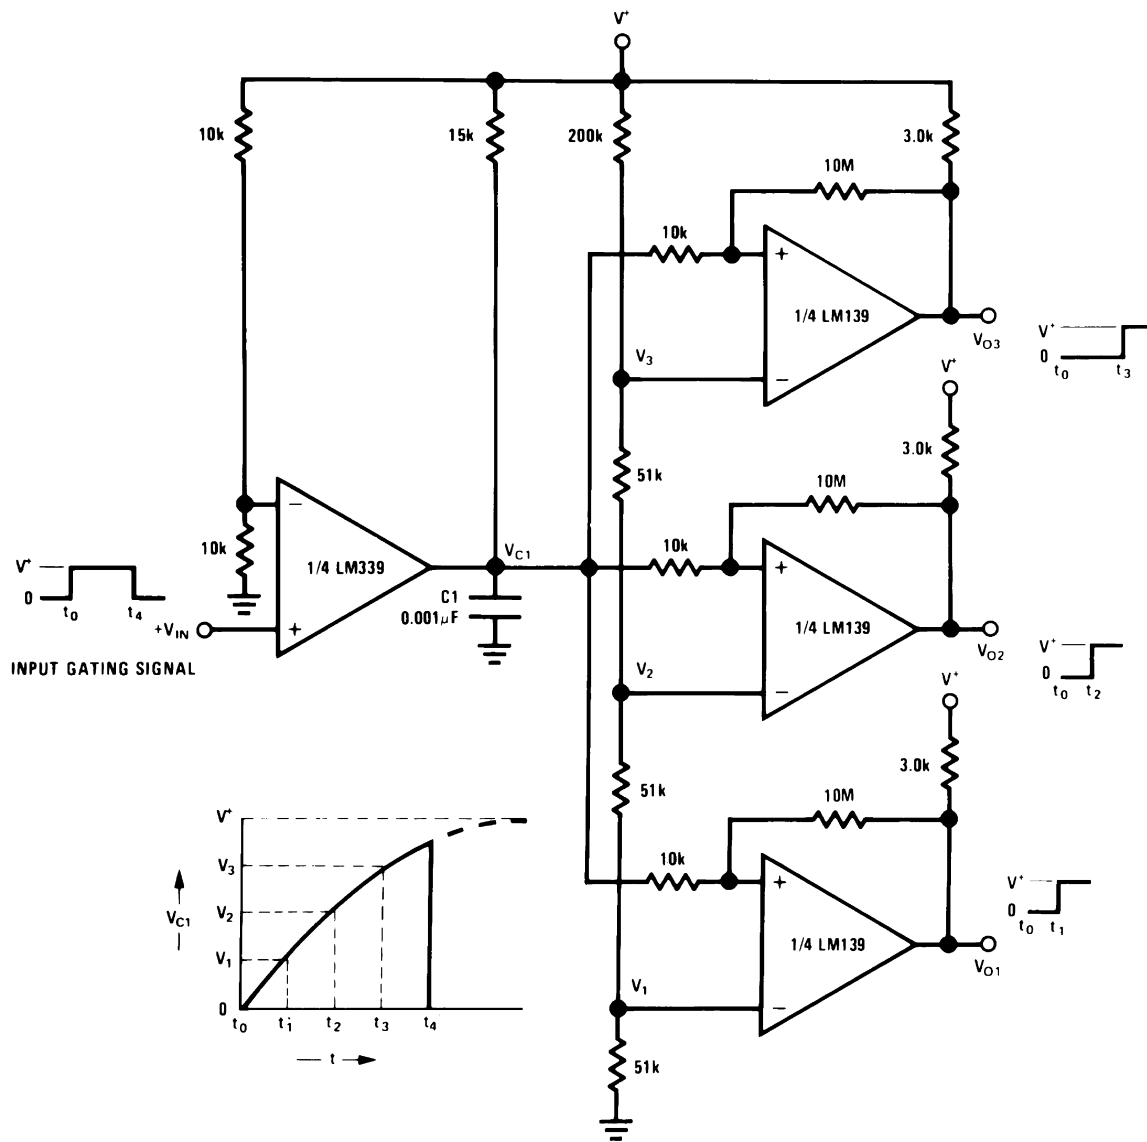 V+
10k
15k
200k
3.0k
10M
10k
+
1/4 LM139
−
V3
VO3
V+
0
t0 t3
V+
3.0k
51k
10M
10k
+
1/4 LM139
−
V2
VO2
V+
0
t0 t2
−
10k
1/4 LM339
+
VC1
C1
0.001μF
V+
0
t0 t4
+VIN
INPUT GATING SIGNAL
V+
3.0k
51k
10M
10k
+
1/4 LM139
−
V1
VO1
V+
0
t0 t1
51k
V+
V3
V2
V1
0
VC1
t0 t1 t2 t3 t4
t